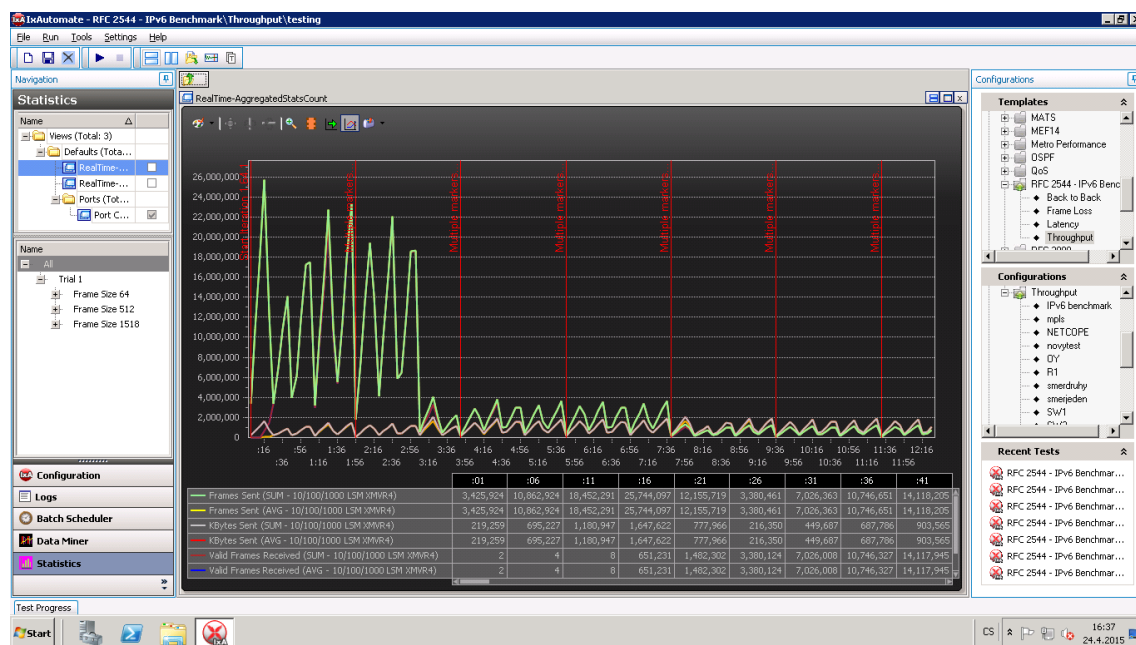 IxAutomate - RFC 2544 - IPv6 Benchmark\Throughput\testing
File Run Tools Settings Help
Navigation
Statistics
Name
Views (Total: 3)
Defaults (Tota...
RealTime-...
RealTime-...
Ports (Tot...
Port C...
Name
All
Trial 1
Frame Size 64
Frame Size 512
Frame Size 1518
Configuration
Logs
Batch Scheduler
Data Miner
Statistics
RealTime-AggregatedStatsCount
26,000,000
24,000,000
22,000,000
20,000,000
18,000,000
16,000,000
14,000,000
12,000,000
10,000,000
8,000,000
6,000,000
4,000,000
2,000,000
0
Multiple markers
Multiple markers
Multiple markers
Multiple markers
Multiple markers
:16 :56 1:36 2:16 2:56 3:36 4:16 4:56 5:36 6:16 6:56 7:36 8:16 8:56 9:36 10:16 10:56 11:36 12:16
:36 1:16 1:56 2:36 3:16 3:56 4:36 5:16 5:56 6:36 7:16 7:56 8:36 9:16 9:56 10:36 11:16 11:56
:01 :06 :11 :16 :21 :26 :31 :36 :41
Frames Sent (SUM - 10/100/1000 LSM XMVR4) 3,425,924 10,862,924 18,452,291 25,744,097 12,155,719 3,380,461 7,026,363 10,746,651 14,118,205
Frames Sent (AVG - 10/100/1000 LSM XMVR4) 3,425,924 10,862,924 18,452,291 25,744,097 12,155,719 3,380,461 7,026,363 10,746,651 14,118,205
KBytes Sent (SUM - 10/100/1000 LSM XMVR4) 219,259 695,227 1,180,947 1,647,622 777,966 216,350 449,687 687,786 903,565
KBytes Sent (AVG - 10/100/1000 LSM XMVR4) 219,259 695,227 1,180,947 1,647,622 777,966 216,350 449,687 687,786 903,565
Valid Frames Received (SUM - 10/100/1000 LSM XMVR4) 2 4 8 651,231 1,482,302 3,380,124 7,026,008 10,746,327 14,117,945
Valid Frames Received (AVG - 10/100/1000 LSM XMVR4) 2 4 8 651,231 1,482,302 3,380,124 7,026,008 10,746,327 14,117,945
Configurations
Templates
MATS
MEF14
Metro Performance
OSPF
QoS
RFC 2544 - IPv6 Benc
Back to Back
Frame Loss
Latency
Throughput
Configurations
Throughput
IPv6 benchmark
mpls
NETCOPE
novytest
OY
R1
smerdruhy
smerjeden
SW1
Recent Tests
RFC 2544 - IPv6 Benchmar...
RFC 2544 - IPv6 Benchmar...
RFC 2544 - IPv6 Benchmar...
RFC 2544 - IPv6 Benchmar...
RFC 2544 - IPv6 Benchmar...
RFC 2544 - IPv6 Benchmar...
RFC 2544 - IPv6 Benchmar...
Test Progress
Start
CS
16:37
24.4.2015